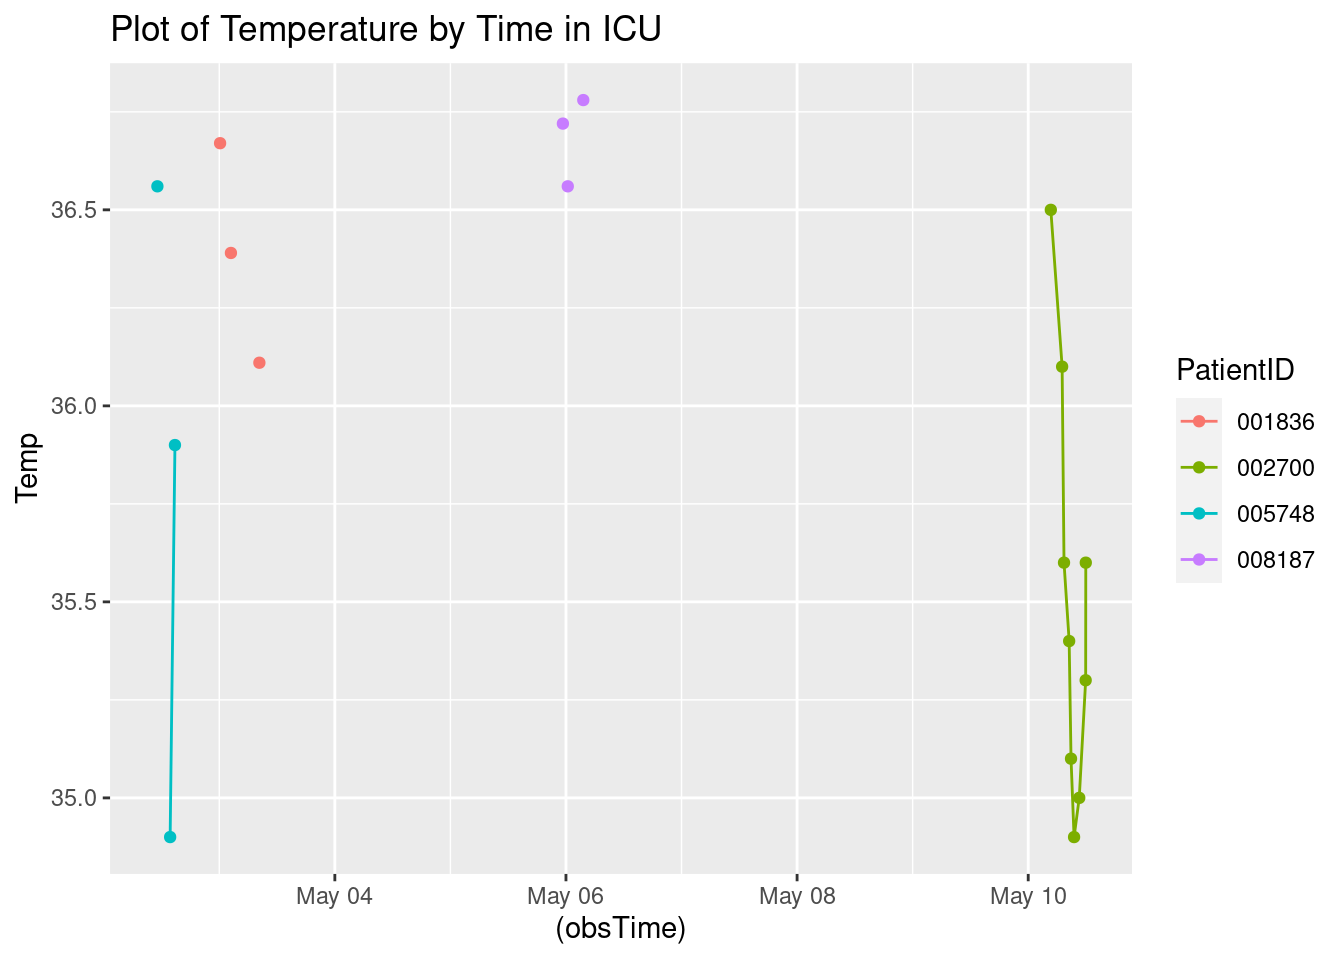 Plot of Temperature by Time in ICU
Temp
36.5
36.0
35.5
35.0
May 04
May 06
May 08
May 10
(obsTime)
PatientID
001836
002700
005748
008187